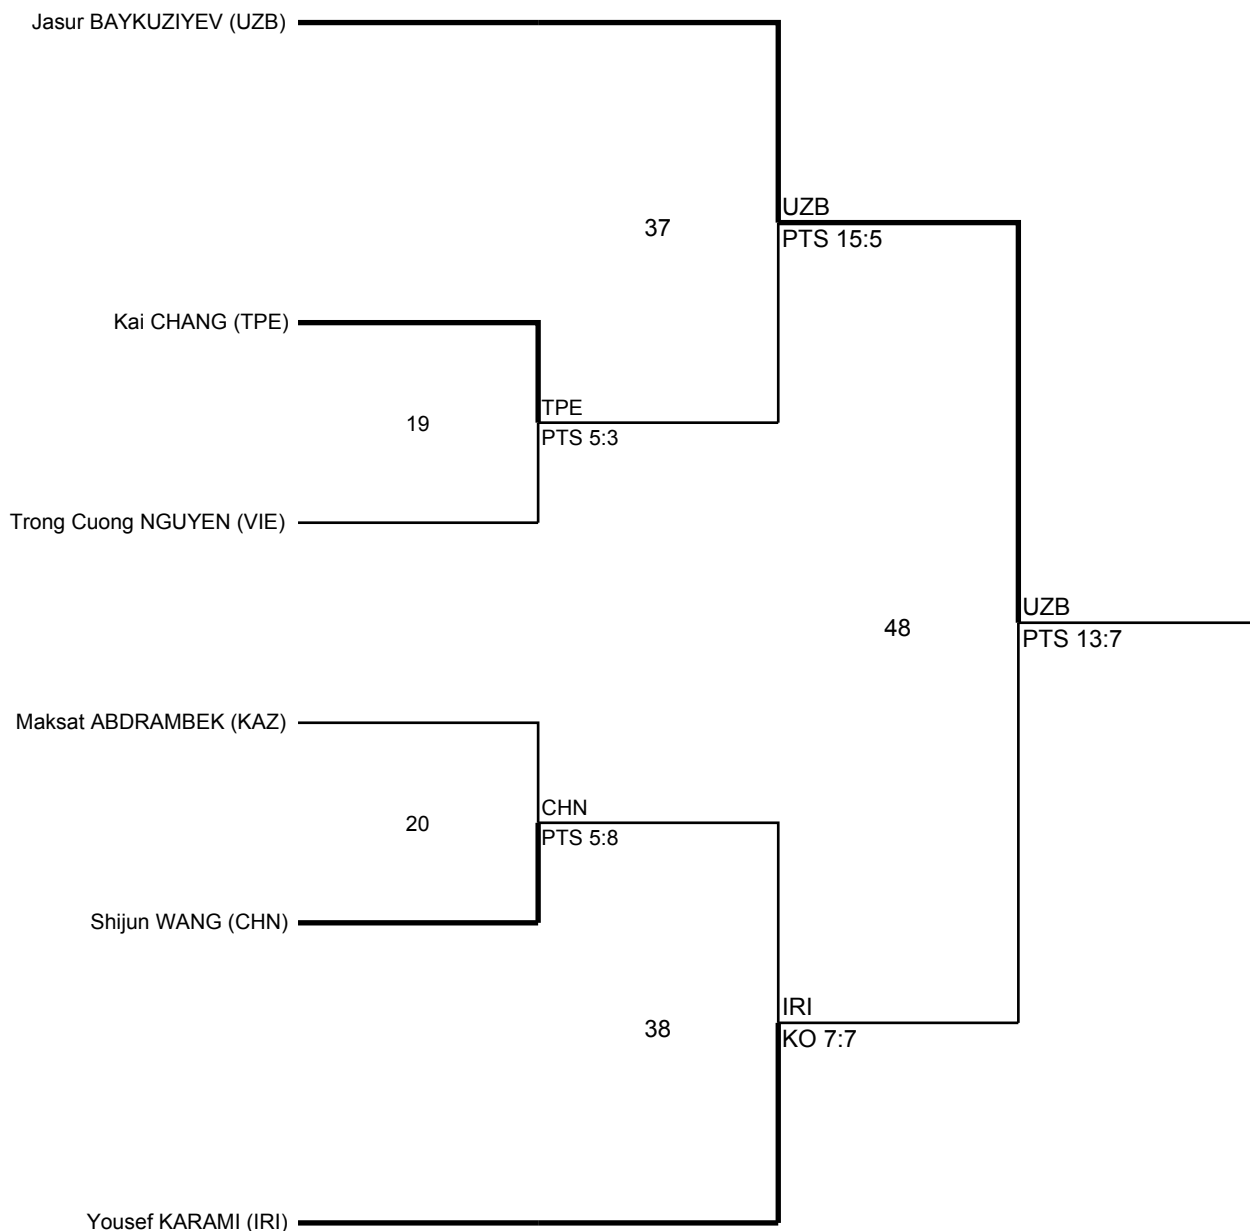 Jasur BAYKUZIYEV (UZB)
UZB
37
PTS 15:5
Kai CHANG (TPE)
TPE
19
PTS 5:3
Trong Cuong NGUYEN (VIE)
UZB
48
PTS 13:7
Maksat ABDRAMBEK (KAZ)
CHN
20
PTS 5:8
Shijun WANG (CHN)
IRI
38
KO 7:7
Yousef KARAMI (IRI)